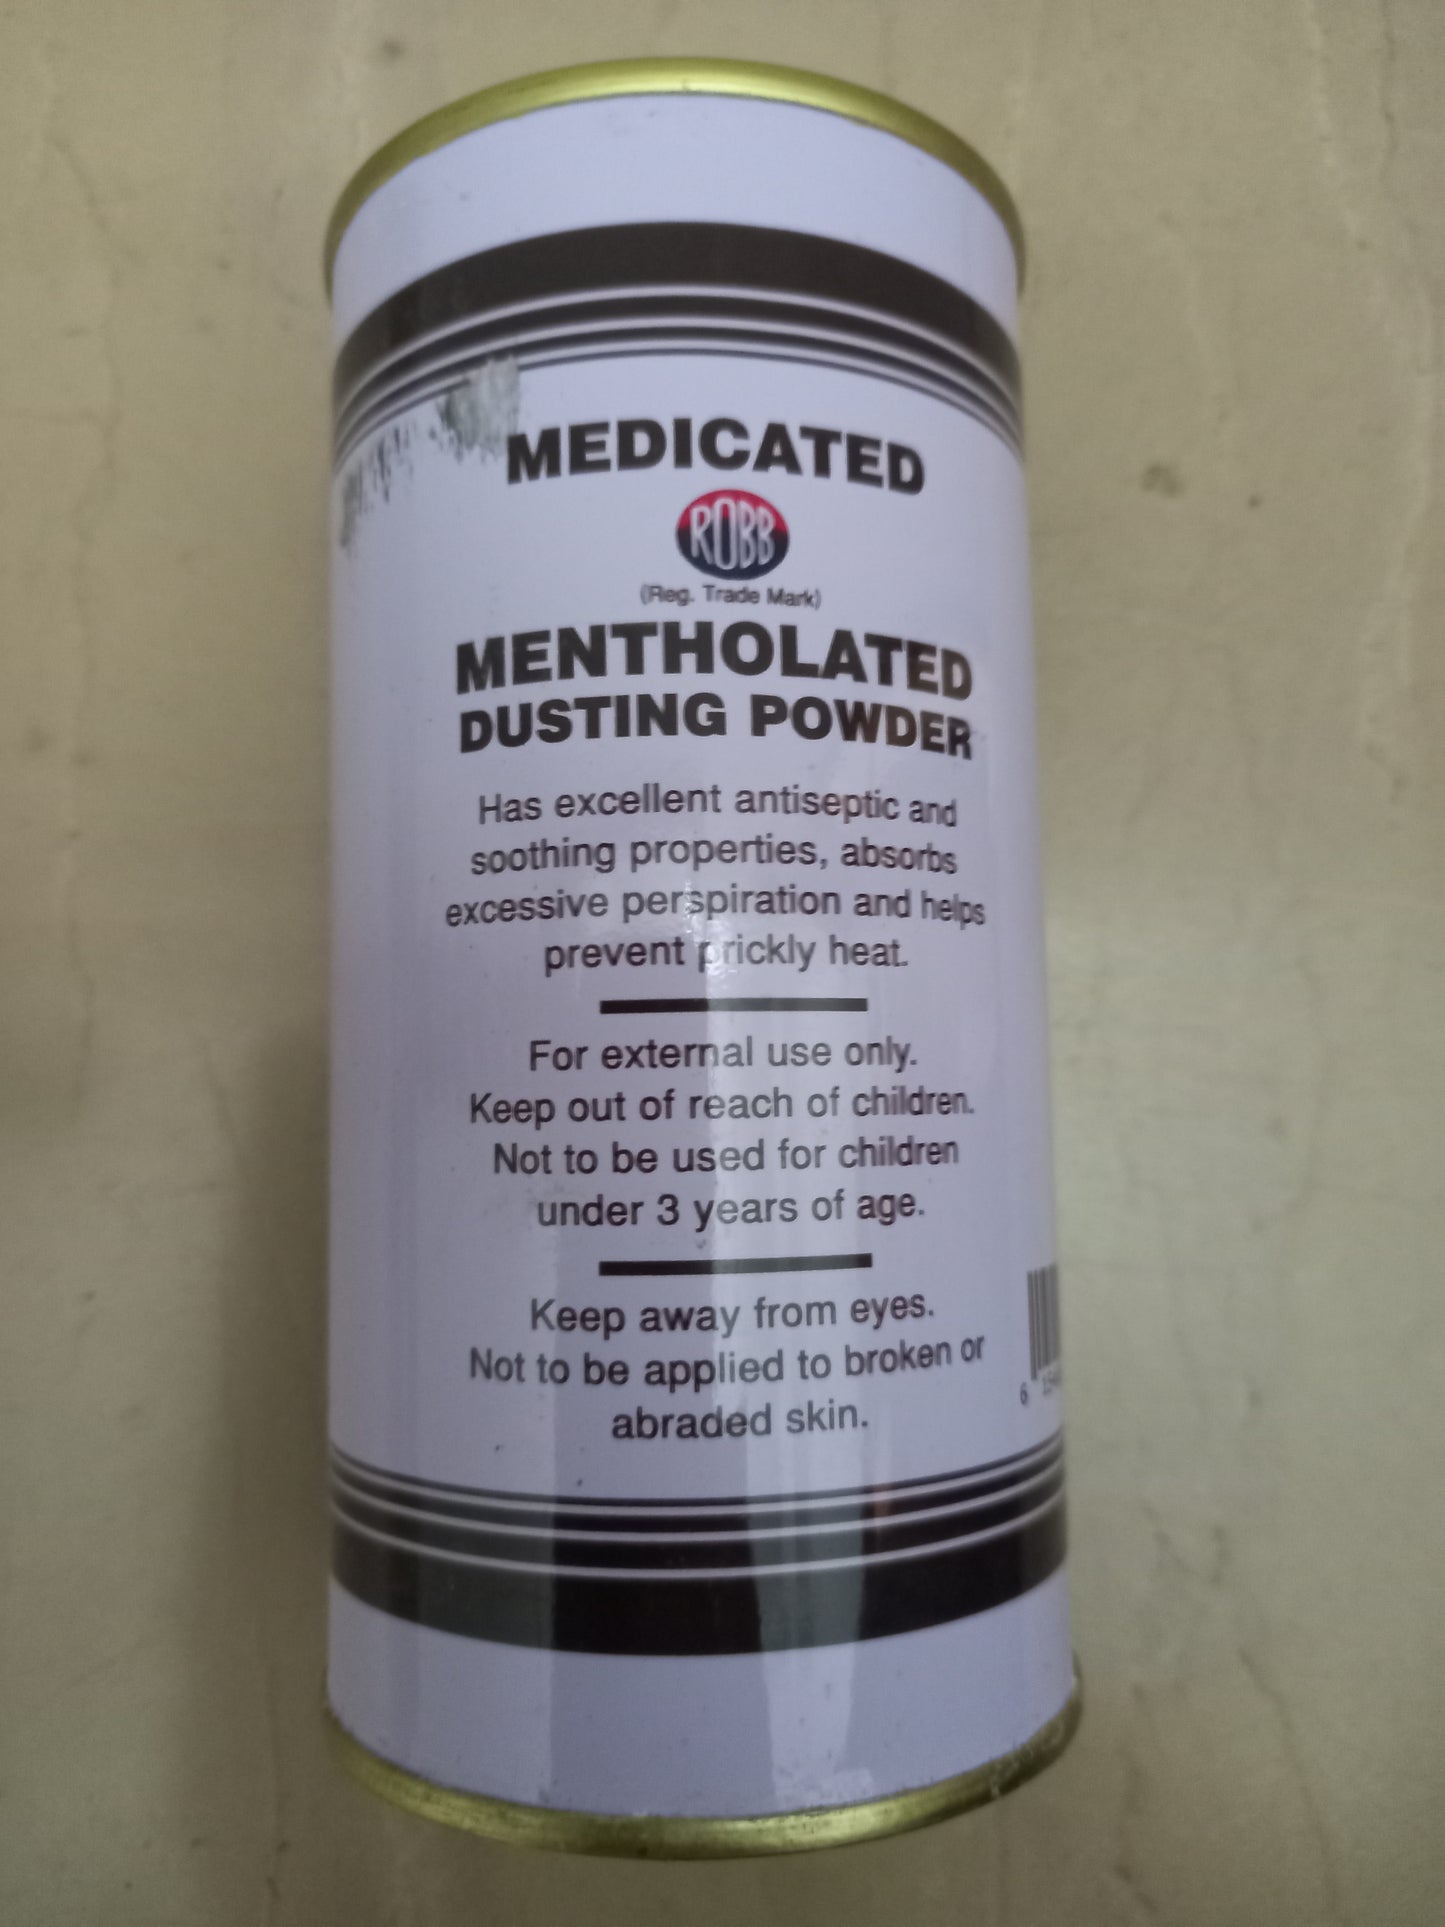 MEDICATED
ROBB
(Reg. Trade Mark)
MENTHOLATED
DUSTING POWDER
Has excellent antiseptic and
soothing properties, absorbs
excessive perspiration and helps
prevent prickly heat.
For external use only.
Keep out of reach of children.
Not to be used for children
under 3 years of age.
Keep away from eyes.
Not to be applied to broken or
abraded skin.
6